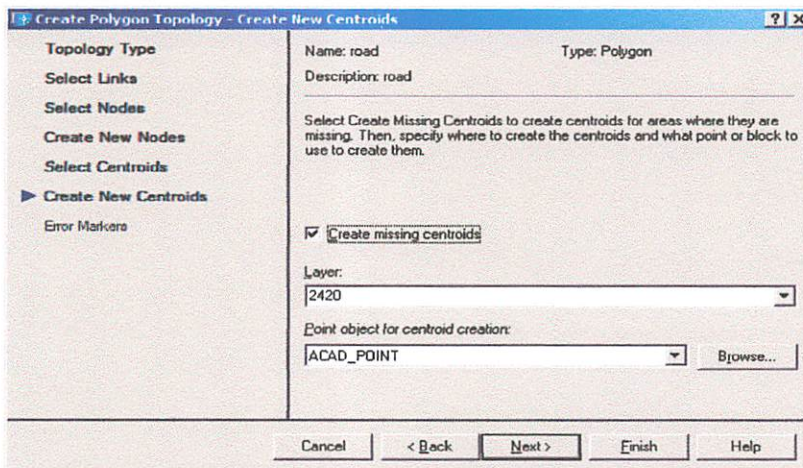 Create Polygon Topology - Create New Centroids
Topology Type
Select Links
Select Nodes
Create New Nodes
Select Centroids
Create New Centroids
Error Markers
Name: road
Type: Polygon
Description: road
Select Create Missing Centroids to create centroids for areas where they are
missing. Then, specify where to create the centroids and what point or block to
use to create them.
Create missing centroids
Layer:
2420
Point object for centroid creation:
ACAD_POINT
Browse...
Cancel
< Back
Next >
Finish
Help